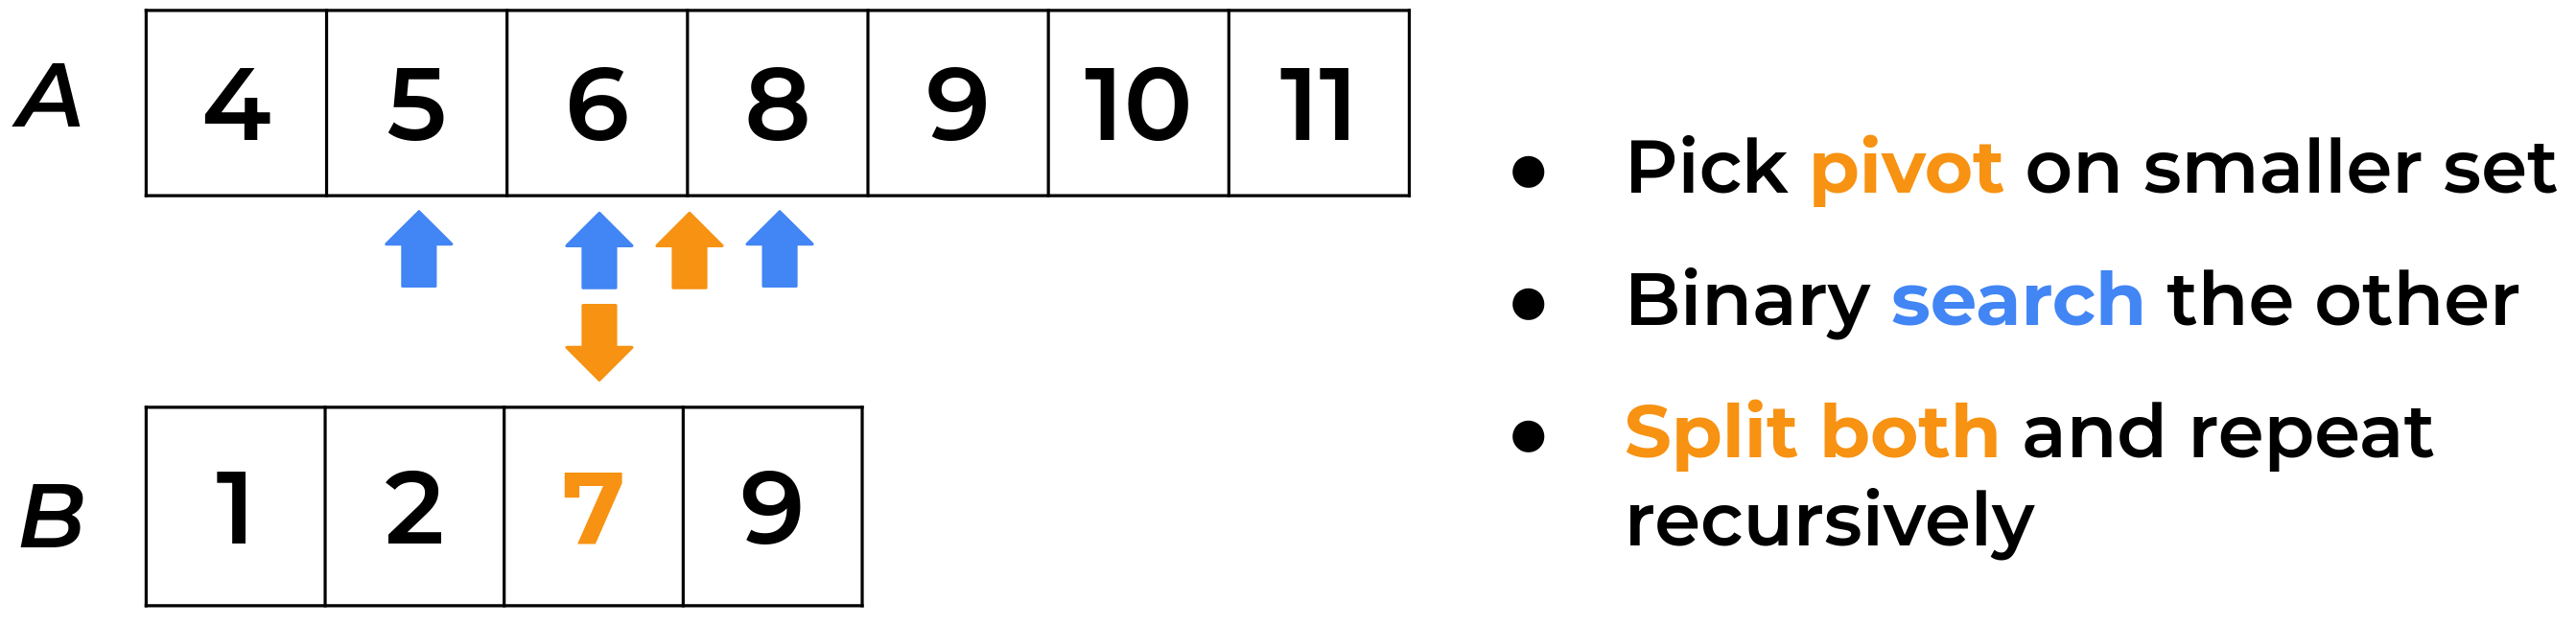 A 4 5 6 8 9 10 11
B 1 2 7 9
● Pick pivot on smaller set
● Binary search the other
● Split both and repeat
recursively